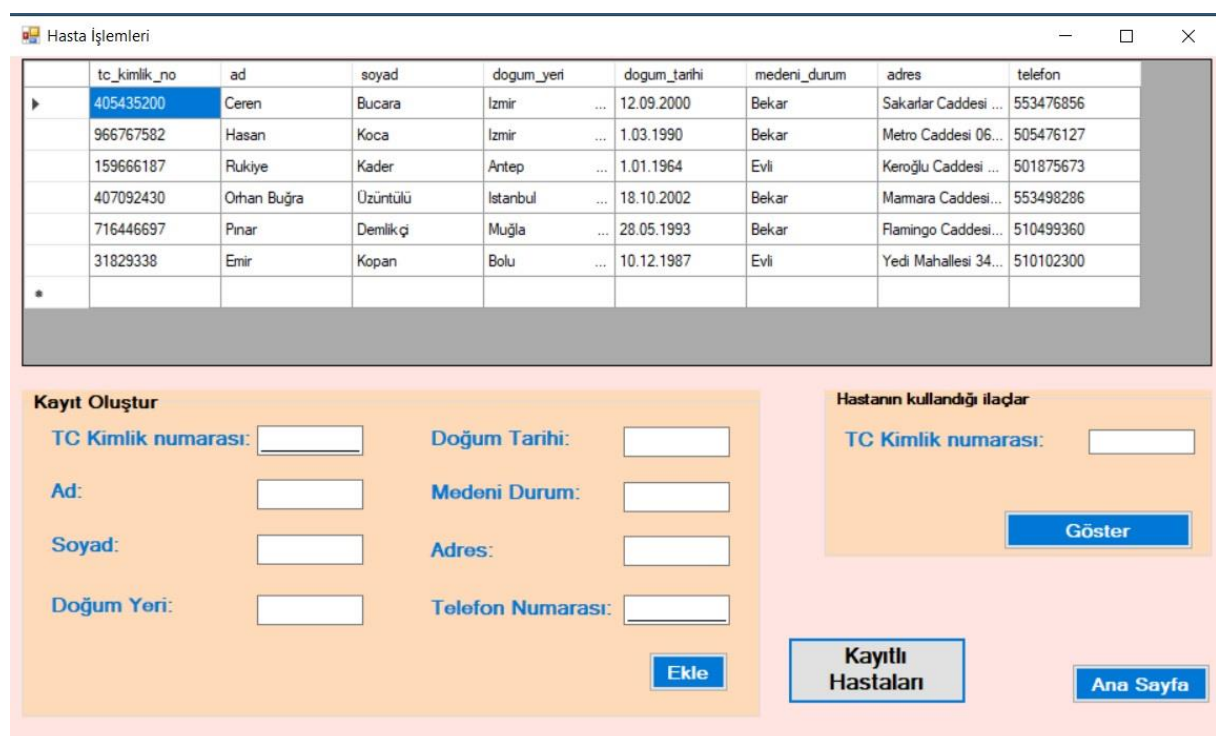 Hasta İşlemleri
tc_kimlik_no ad soyad dogum_yeri dogum_tarihi medeni_durum adres telefon
405435200 Ceren Bucara Izmir ... 12.09.2000 Bekar Sakarlar Caddesi ... 553476856
966767582 Hasan Koca Izmir ... 1.03.1990 Bekar Metro Caddesi 06... 505476127
159666187 Rukiye Kader Antep ... 1.01.1964 Evli Keroğlu Caddesi ... 501875673
407092430 Orhan Buğra Üzüntülü Istanbul ... 18.10.2002 Bekar Marmara Caddesi... 553498286
716446697 Pınar Demlikçi Muğla ... 28.05.1993 Bekar Flamingo Caddesi... 510499360
31829338 Emir Kopan Bolu ... 10.12.1987 Evli Yedi Mahallesi 34... 510102300
Kayıt Oluştur
TC Kimlik numarası:
Doğum Tarihi:
Ad:
Medeni Durum:
Soyad:
Adres:
Doğum Yeri:
Telefon Numarası:
Ekle
Hastanın kullandığı ilaçlar
TC Kimlik numarası:
Göster
Kayıtlı
Hastaları
Ana Sayfa